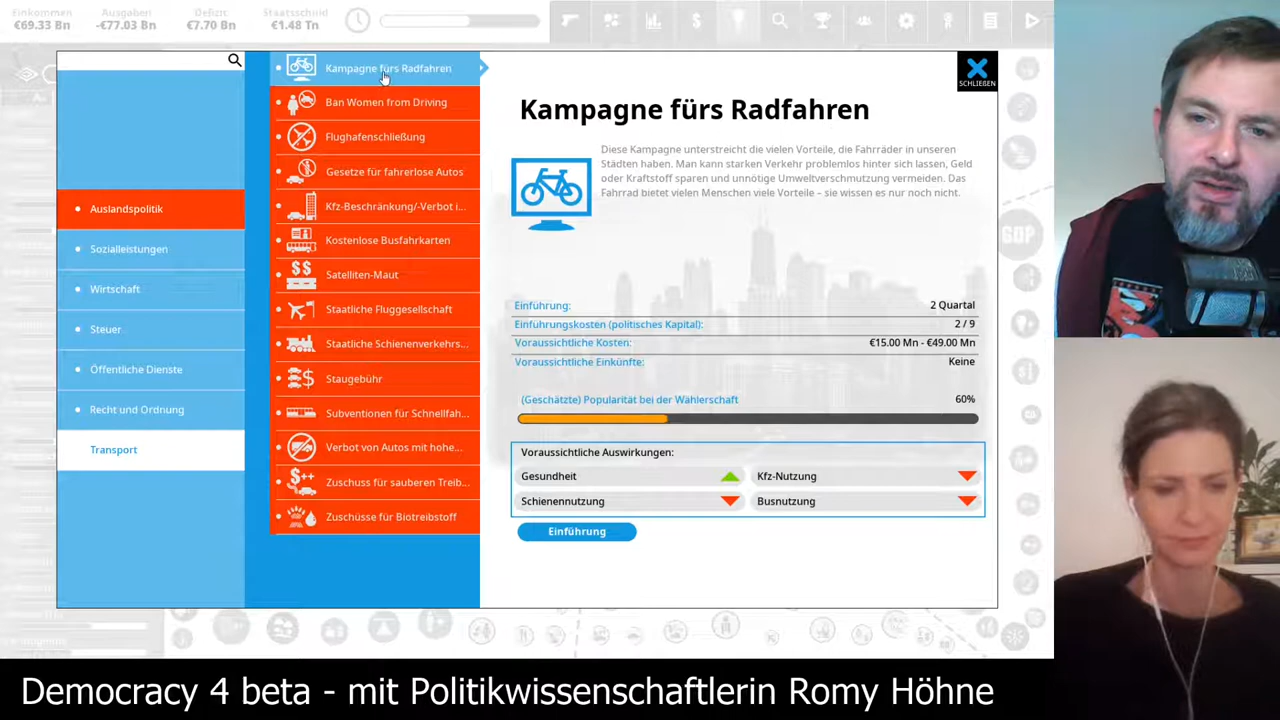 Einkommen
€69.33 Bn
Ausgaben
-€77.03 Bn
Defizit
€7.70 Bn
Staatsschuld
€1.48 Tn
SCHLIEßEN
Auslandspolitik
Sozialleistungen
Wirtschaft
Steuer
Öffentliche Dienste
Recht und Ordnung
Transport
Kampagne fürs Radfahren
Ban Women from Driving
Flughafenschließung
Gesetze für fahrerlose Autos
Kfz-Beschränkung/-Verbot i...
Kostenlose Busfahrkarten
Satelliten-Maut
Staatliche Fluggesellschaft
Staatliche Schienenverkehrs...
Staugebühr
Subventionen für Schnellfah...
Verbot von Autos mit hohe...
Zuschuss für sauberen Treib...
Zuschüsse für Biotreibstoff
Kampagne fürs Radfahren
Diese Kampagne unterstreicht die vielen Vorteile, die Fahrräder in unseren
Städten haben. Man kann starken Verkehr problemlos hinter sich lassen, Geld
oder Kraftstoff sparen und unnötige Umweltverschmutzung vermeiden. Das
Fahrrad bietet vielen Menschen viele Vorteile – sie wissen es nur noch nicht.
Einführung: 2 Quartal
Einführungskosten (politisches Kapital): 2 / 9
Voraussichtliche Kosten: €15.00 Mn - €49.00 Mn
Voraussichtliche Einkünfte: Keine
(Geschätzte) Popularität bei der Wählerschaft 60%
Voraussichtliche Auswirkungen:
Gesundheit Kfz-Nutzung
Schienennutzung Busnutzung
Einführung
GDP
Democracy 4 beta - mit Politikwissenschaftlerin Romy Höhne